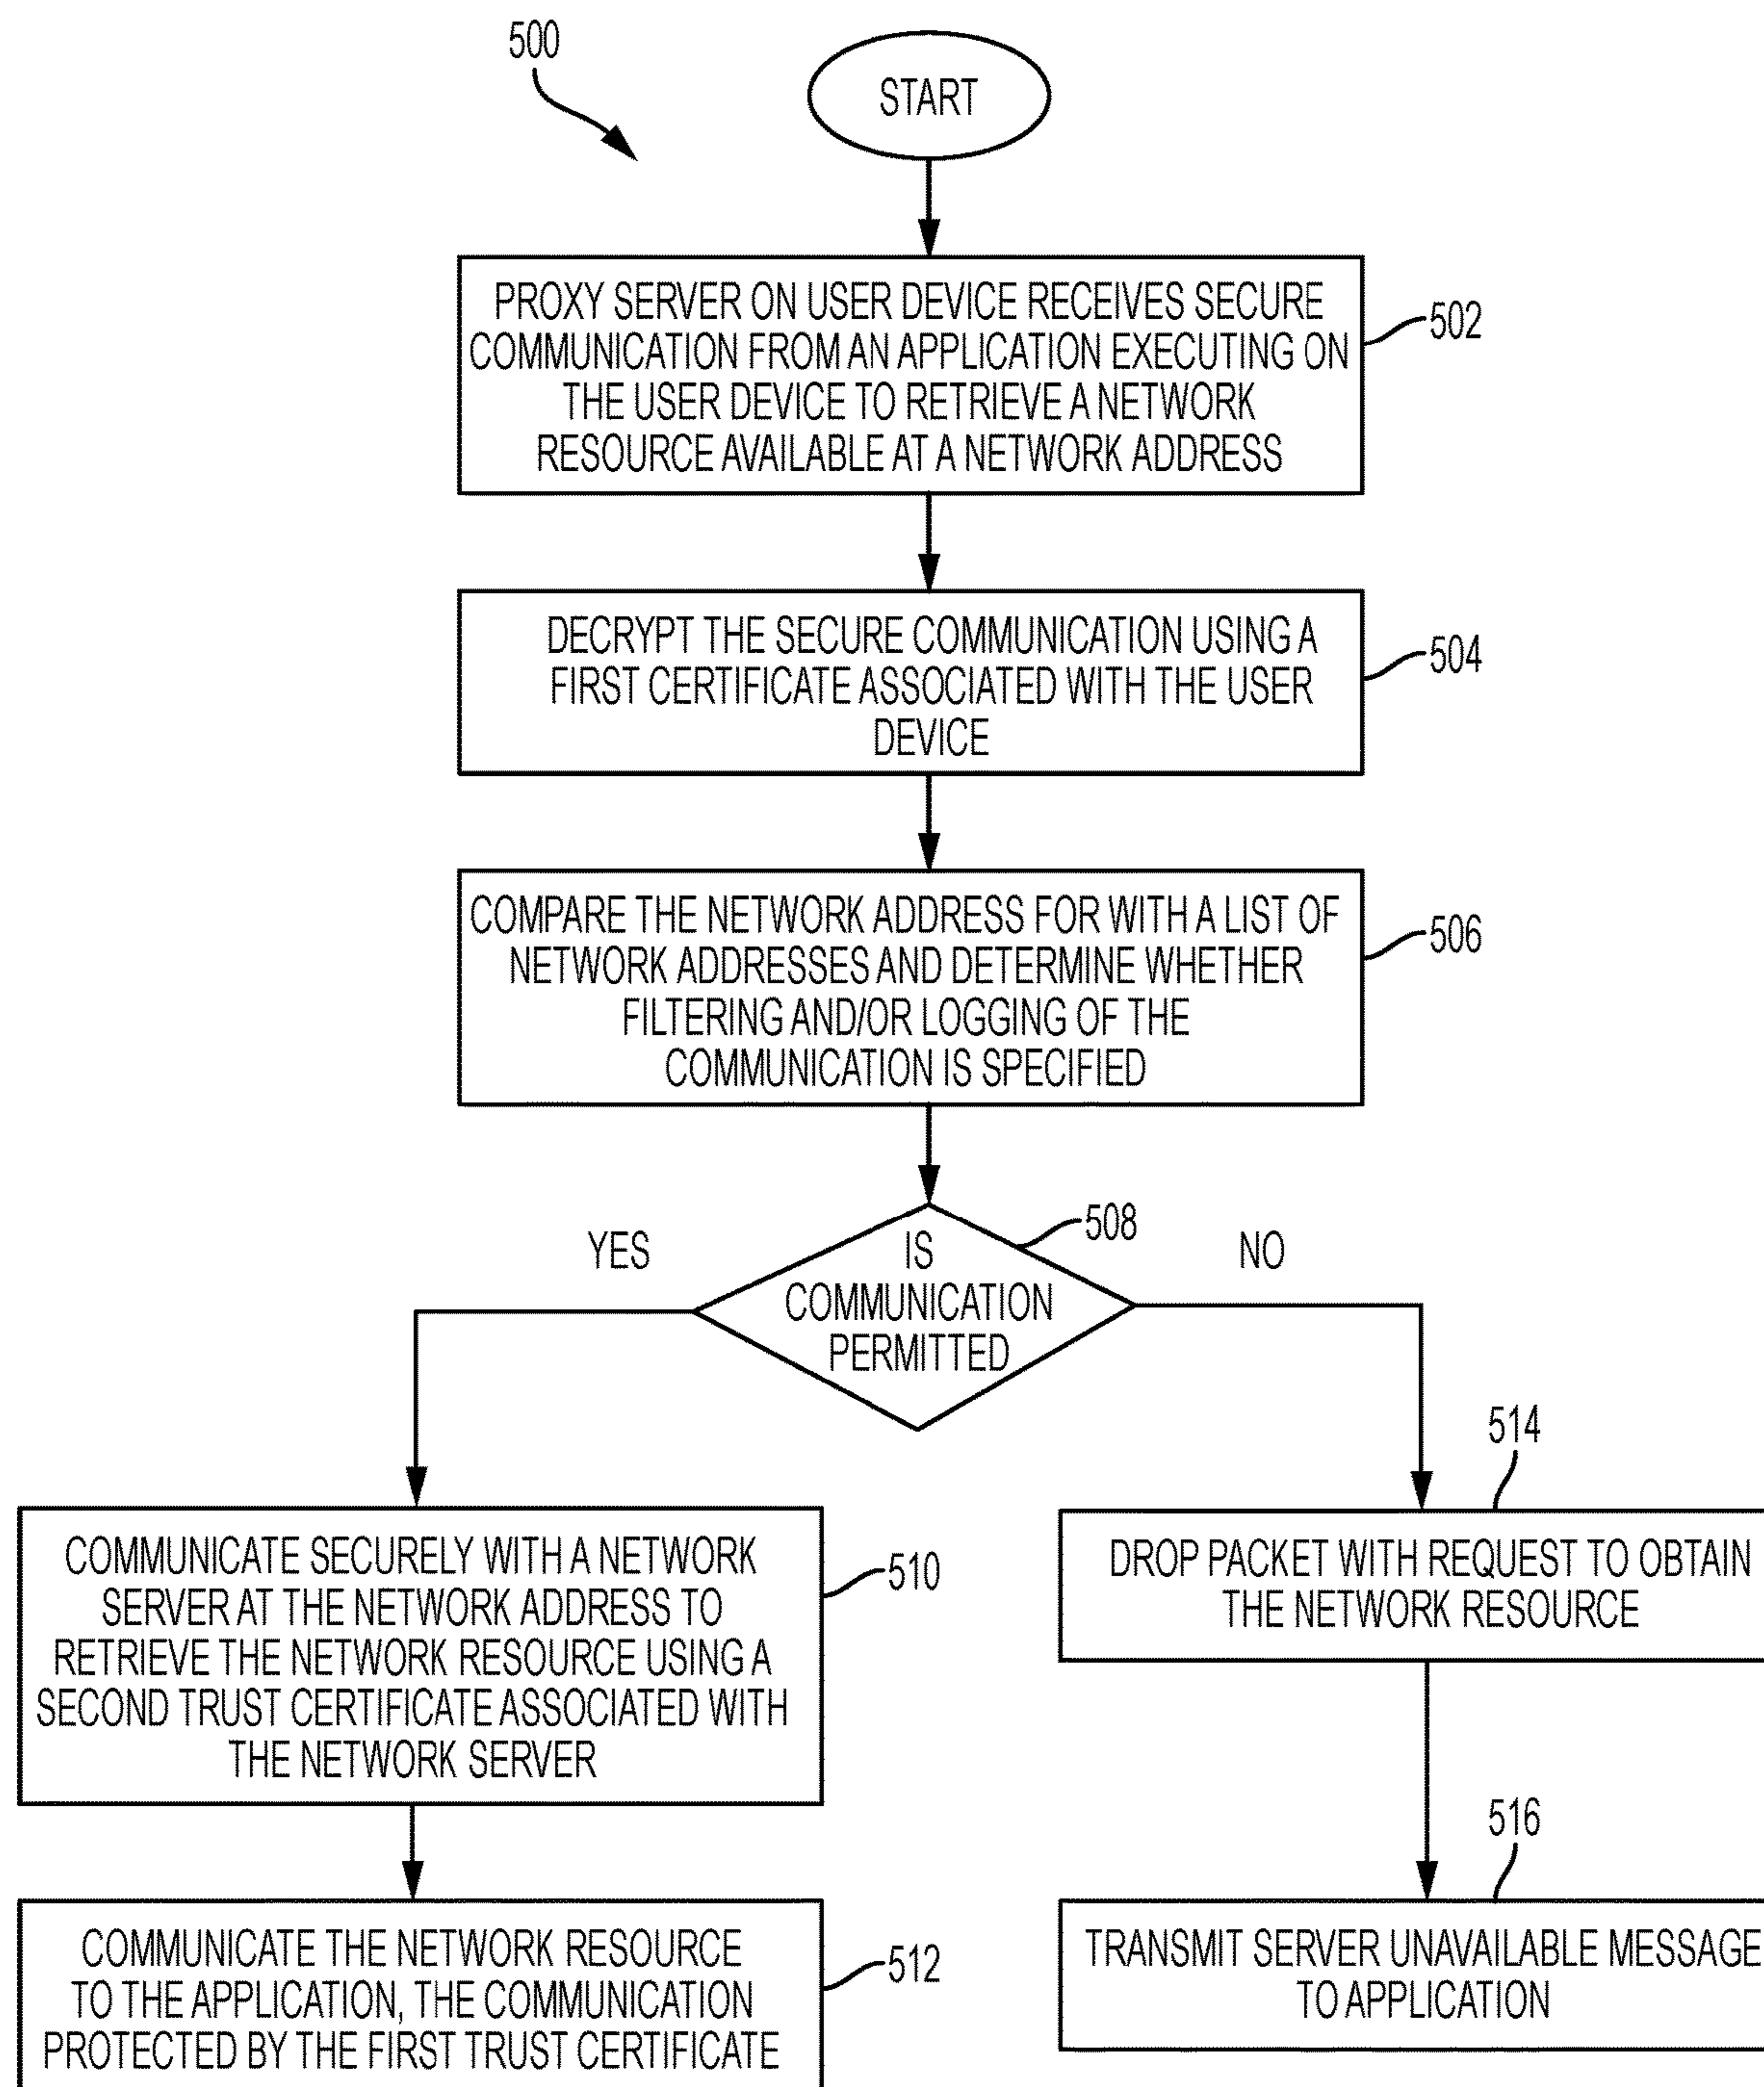 500
START
PROXY SERVER ON USER DEVICE RECEIVES SECURE
COMMUNICATION FROM AN APPLICATION EXECUTING ON
THE USER DEVICE TO RETRIEVE A NETWORK
RESOURCE AVAILABLE AT A NETWORK ADDRESS
502
DECRYPT THE SECURE COMMUNICATION USING A
FIRST CERTIFICATE ASSOCIATED WITH THE USER
DEVICE
504
COMPARE THE NETWORK ADDRESS FOR WITH A LIST OF
NETWORK ADDRESSES AND DETERMINE WHETHER
FILTERING AND/OR LOGGING OF THE
COMMUNICATION IS SPECIFIED
506
YES
IS
COMMUNICATION
PERMITTED
508
NO
COMMUNICATE SECURELY WITH A NETWORK
SERVER AT THE NETWORK ADDRESS TO
RETRIEVE THE NETWORK RESOURCE USING A
SECOND TRUST CERTIFICATE ASSOCIATED WITH
THE NETWORK SERVER
510
514
DROP PACKET WITH REQUEST TO OBTAIN
THE NETWORK RESOURCE
COMMUNICATE THE NETWORK RESOURCE
TO THE APPLICATION, THE COMMUNICATION
PROTECTED BY THE FIRST TRUST CERTIFICATE
512
516
TRANSMIT SERVER UNAVAILABLE MESSAGE
TO APPLICATION